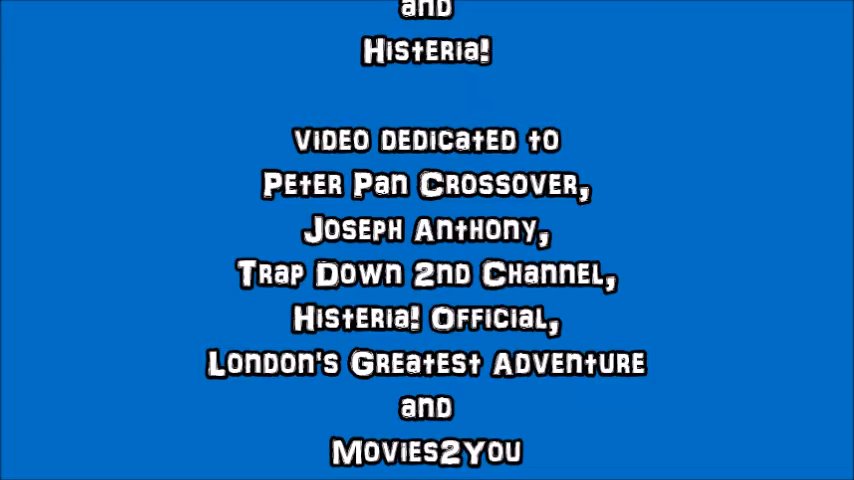 and
Histeria!
video dedicated to
Peter Pan Crossover,
Joseph Anthony,
Trap Down 2nd Channel,
Histeria! Official,
London's Greatest Adventure
and
Movies2You